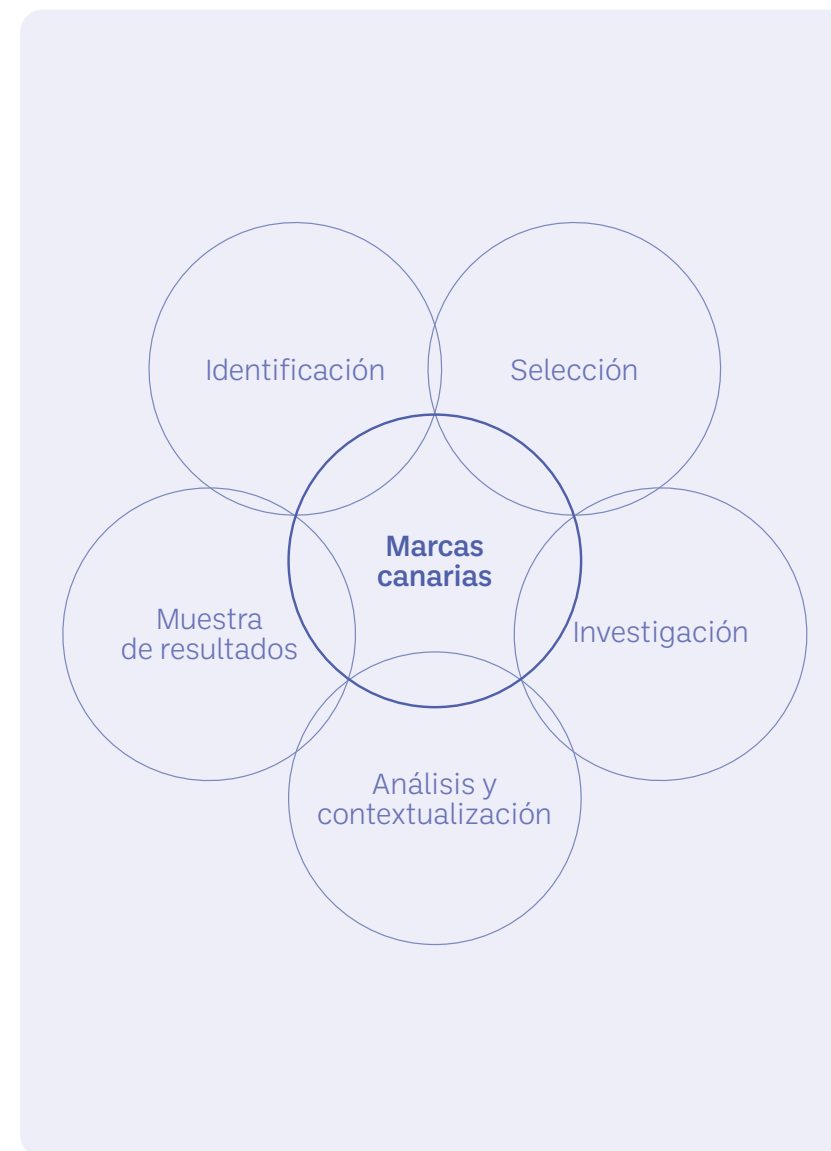 Identificación
Selección
Marcas
canarias
Muestra
de resultados
Investigación
Análisis y
contextualización